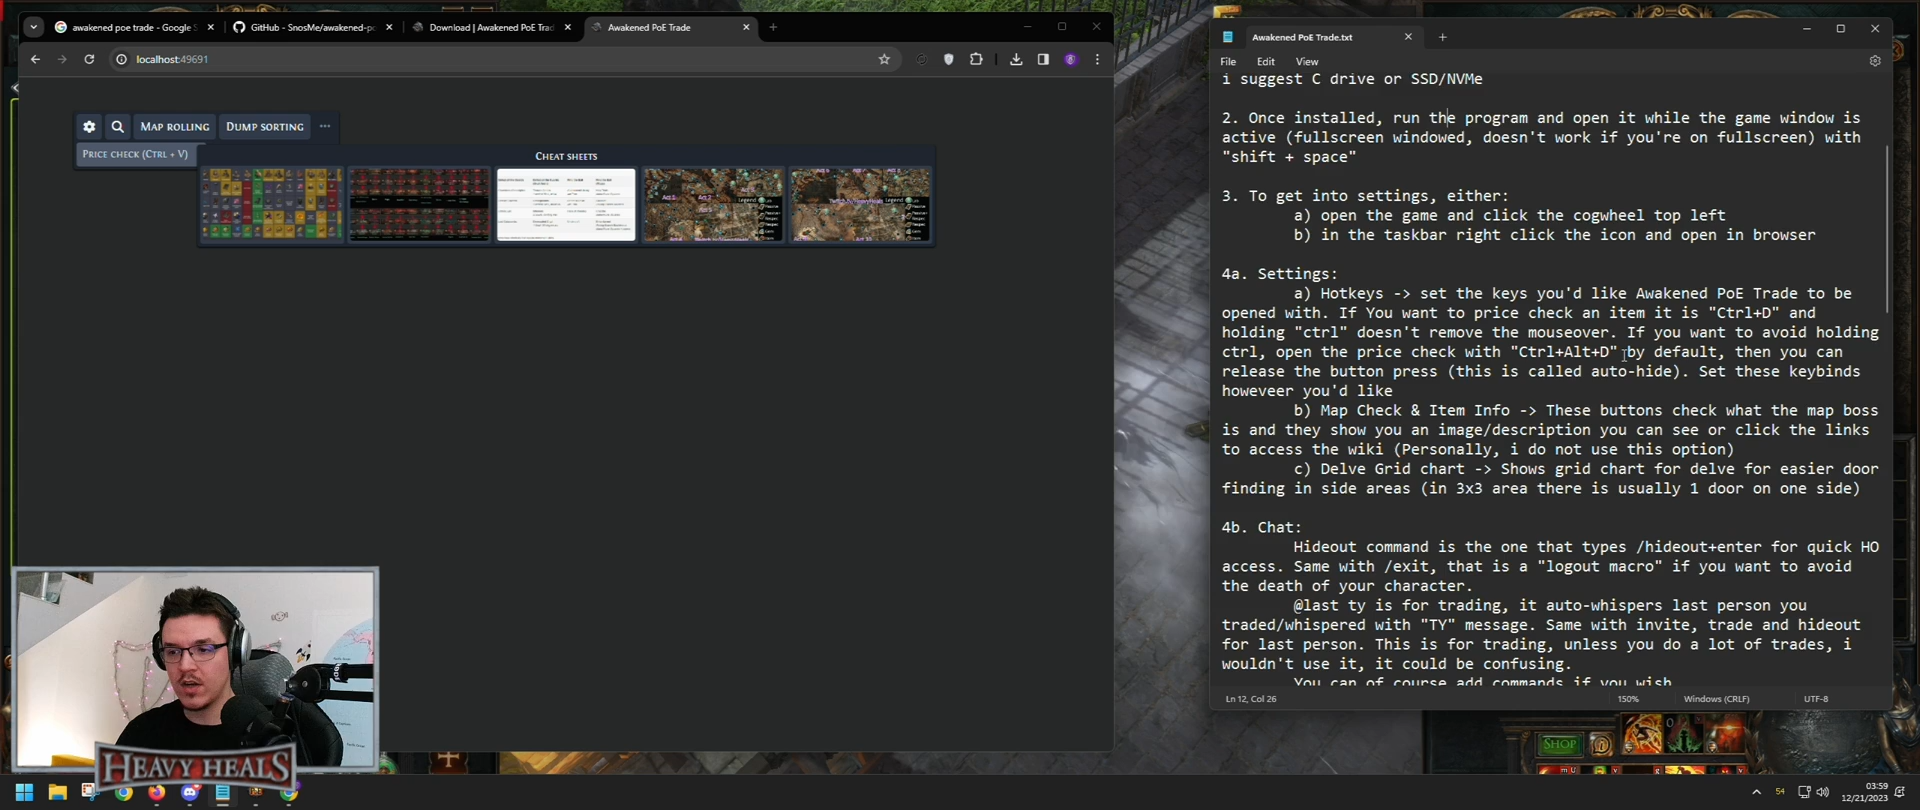 awakened poe trade - Google S
GitHub - SnosMe/awakened-po
Download | Awakened PoE Trad
Awakened PoE Trade
localhost:49691
MAP ROLLING
DUMP SORTING
PRICE CHECK (CTRL + V)
CHEAT SHEETS
Awakened PoE Trade.txt
File Edit View
i suggest C drive or SSD/NVMe
2. Once installed, run the program and open it while the game window is
active (fullscreen windowed, doesn't work if you're on fullscreen) with
"shift + space"
3. To get into settings, either:
a) open the game and click the cogwheel top left
b) in the taskbar right click the icon and open in browser
4a. Settings:
a) Hotkeys -> set the keys you'd like Awakened PoE Trade to be
opened with. If You want to price check an item it is "Ctrl+D" and
holding "ctrl" doesn't remove the mouseover. If you want to avoid holding
ctrl, open the price check with "Ctrl+Alt+D" by default, then you can
release the button press (this is called auto-hide). Set these keybinds
howeveer you'd like
b) Map Check & Item Info -> These buttons check what the map boss
is and they show you an image/description you can see or click the links
to access the wiki (Personally, i do not use this option)
c) Delve Grid chart -> Shows grid chart for delve for easier door
finding in side areas (in 3x3 area there is usually 1 door on one side)
4b. Chat:
Hideout command is the one that types /hideout+enter for quick HO
access. Same with /exit, that is a "logout macro" if you want to avoid
the death of your character.
@last ty is for trading, it auto-whispers last person you
traded/whispered with "TY" message. Same with invite, trade and hideout
for last person. This is for trading, unless you do a lot of trades, i
wouldn't use it, it could be confusing.
You can of course add commands if you wish
Ln 12, Col 26
150%
Windows (CRLF)
UTF-8
SHOP
HEAVY HEALS
54
03:59
12/21/2023